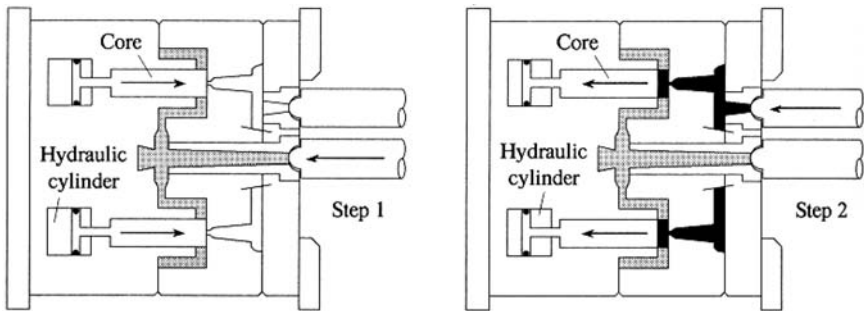 Core
Hydraulic
cylinder
Step 1
Core
Hydraulic
cylinder
Step 2